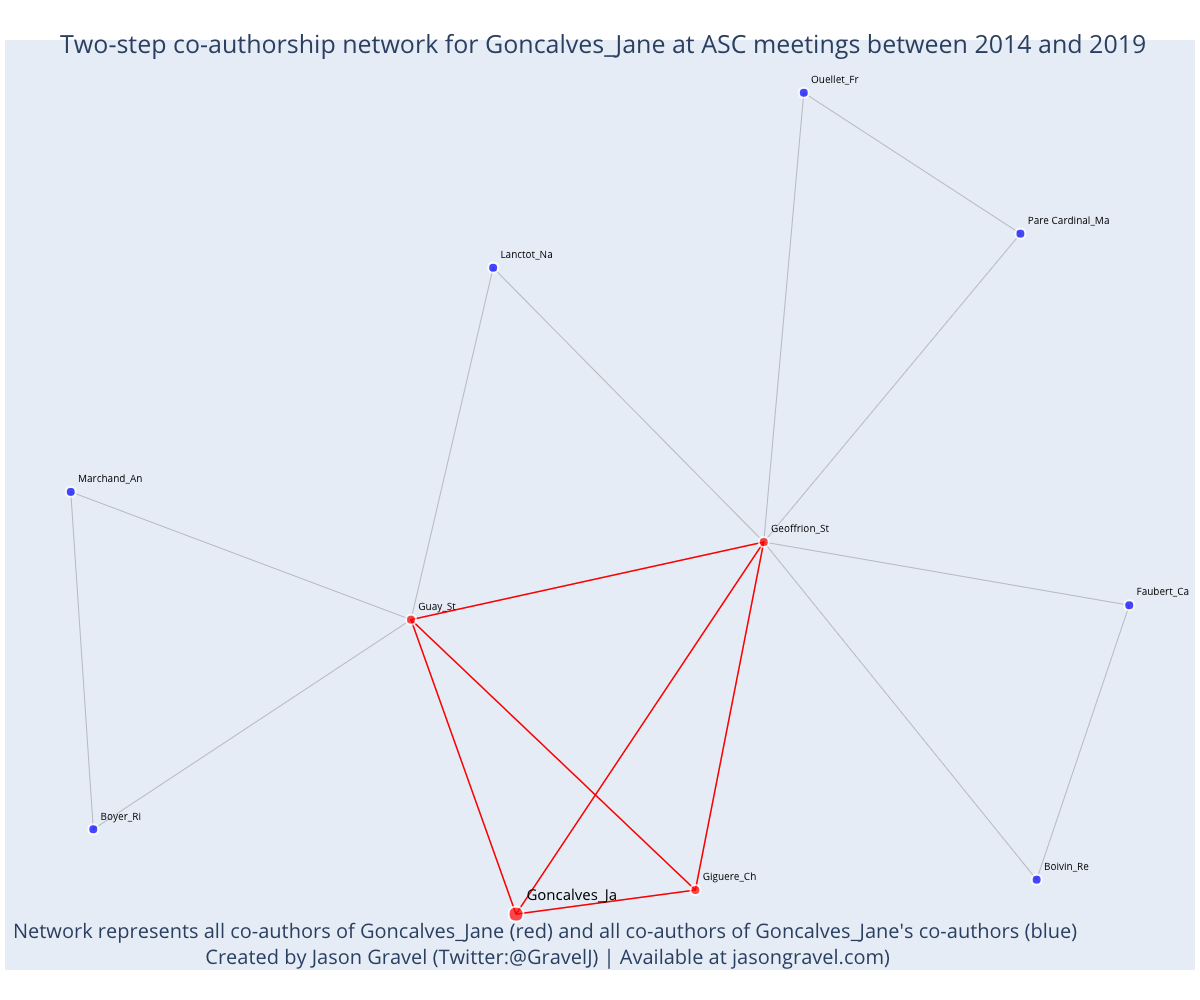 Two-step co-authorship network for Goncalves_Jane at ASC meetings between 2014 and 2019
Ouellet_Fr
Pare Cardinal_Ma
Lanctot_Na
Marchand_An
Geoffrion_St
Faubert_Ca
Guay_St
Boyer_Ri
Boivin_Re
Giguere_Ch
Goncalves_Ja
Network represents all co-authors of Goncalves_Jane (red) and all co-authors of Goncalves_Jane's co-authors (blue)
Created by Jason Gravel (Twitter:@GravelJ) | Available at jasongravel.com)